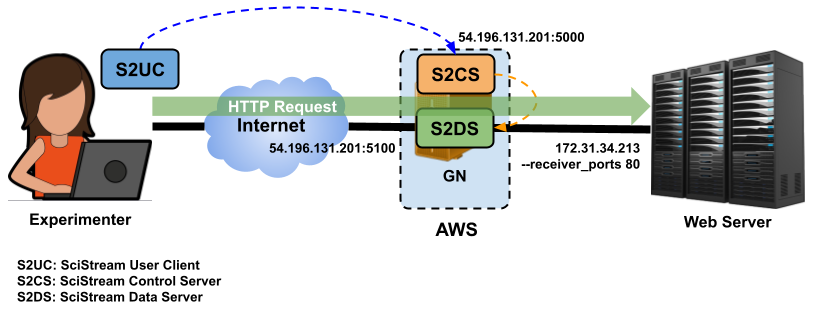 54.196.131.201:5000
S2UC
S2CS
HTTP Request
Internet
S2DS
54.196.131.201:5100
172.31.34.213
--receiver_ports 80
GN
Experimenter
AWS
Web Server
S2UC: SciStream User Client
S2CS: SciStream Control Server
S2DS: SciStream Data Server